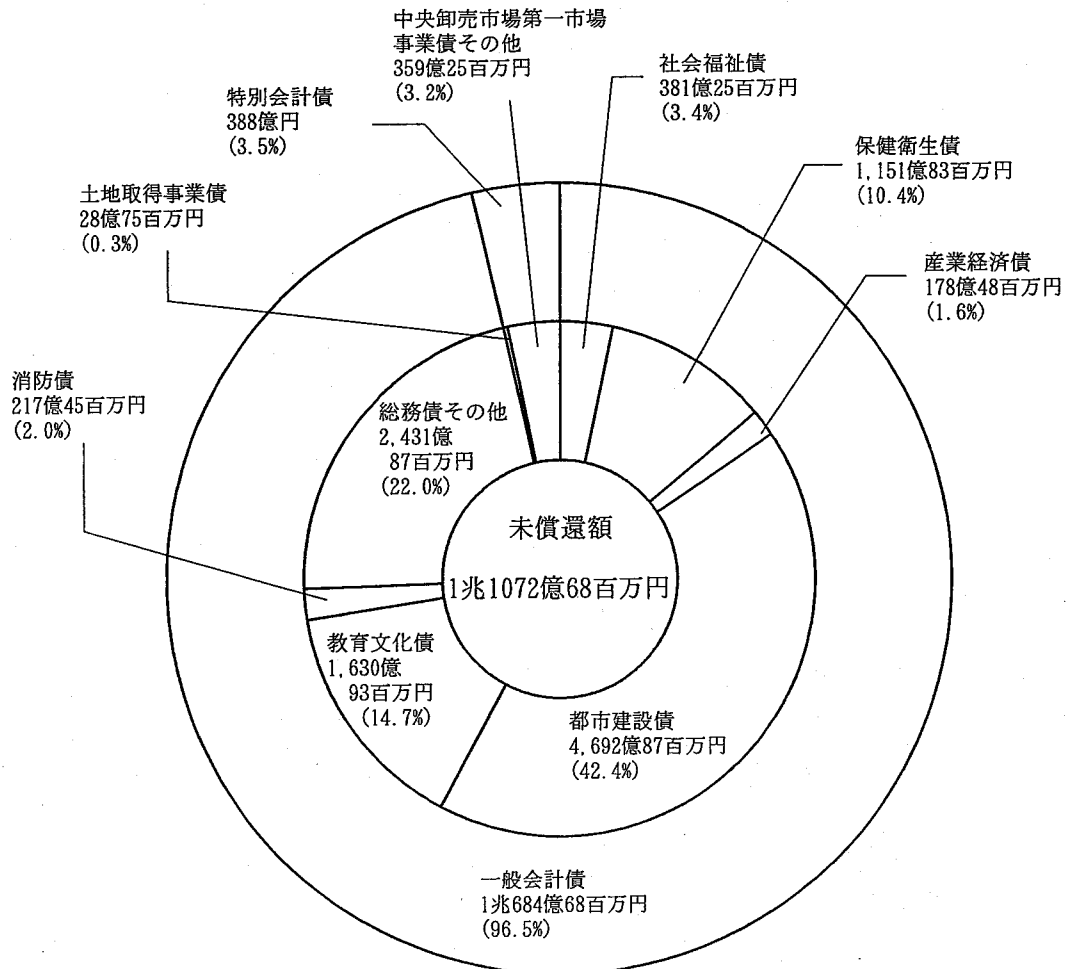 中央卸売市場第一市場
事業債その他
359億25百万円
(3.2%)
社会福祉債
381億25百万円
(3.4%)
特別会計債
388億円
(3.5%)
保健衛生債
1,151億83百万円
(10.4%)
土地取得事業債
28億75百万円
(0.3%)
産業経済債
178億48百万円
(1.6%)
消防債
217億45百万円
(2.0%)
総務債その他
2,431億
87百万円
(22.0%)
未償還額
1兆1072億68百万円
教育文化債
1,630億
93百万円
(14.7%)
都市建設債
4,692億87百万円
(42.4%)
一般会計債
1兆684億68百万円
(96.5%)